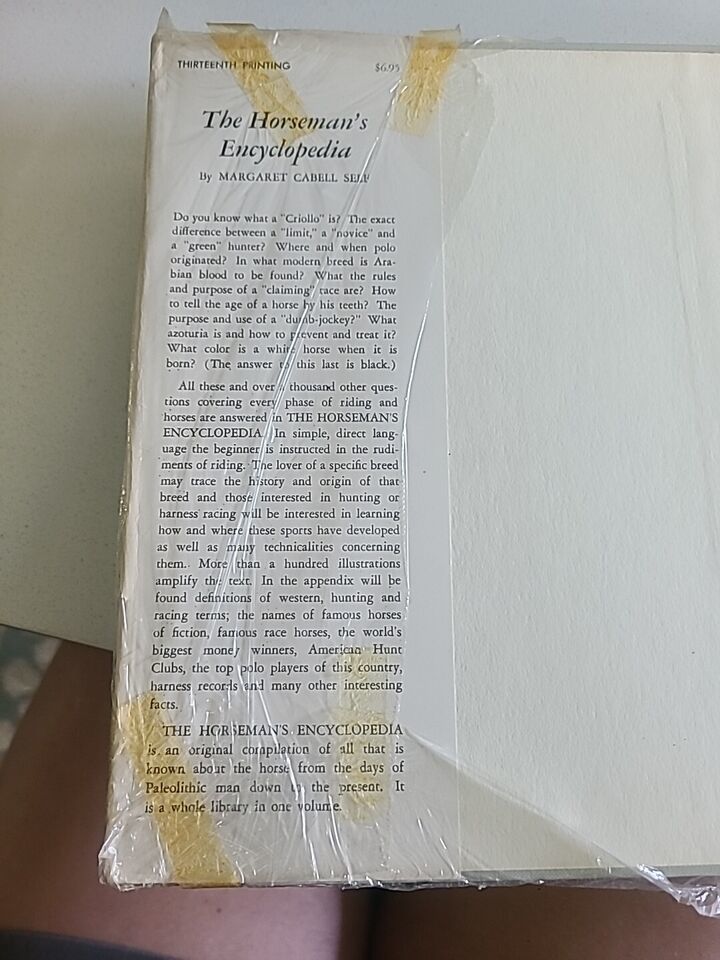 THIRTEENTH PRINTING $6.95
The Horseman's
Encyclopedia
By MARGARET CABELL SELF
Do you know what a "Criollo" is? The exact
difference between a "limit," a "novice" and
a "green" hunter? Where and when polo
originated? In what modern breed is Ara-
bian blood to be found? What the rules
and purpose of a "claiming" race are? How
to tell the age of a horse by his teeth? The
purpose and use of a "dumb-jockey?" What
azoturia is and how to prevent and treat it?
What color is a white horse when it is
born? (The answer to this last is black.)
All these and over a thousand other ques-
tions covering every phase of riding and
horses are answered in THE HORSEMAN'S
ENCYCLOPEDIA. In simple, direct lang-
uage the beginner is instructed in the rudi-
ments of riding. The lover of a specific breed
may trace the history and origin of that
breed and those interested in hunting or
harness racing will be interested in learning
how and where these sports have developed
as well as many technicalities concerning
them. More than a hundred illustrations
amplify the text. In the appendix will be
found definitions of western, hunting and
racing terms; the names of famous horses
of fiction, famous race horses, the world's
biggest money winners, American Hunt
Clubs, the top polo players of this country,
harness records and many other interesting
facts.
THE HORSEMAN'S ENCYCLOPEDIA
is an original compilation of all that is
known about the horse from the days of
Paleolithic man down to the present. It
is a whole library in one volume.